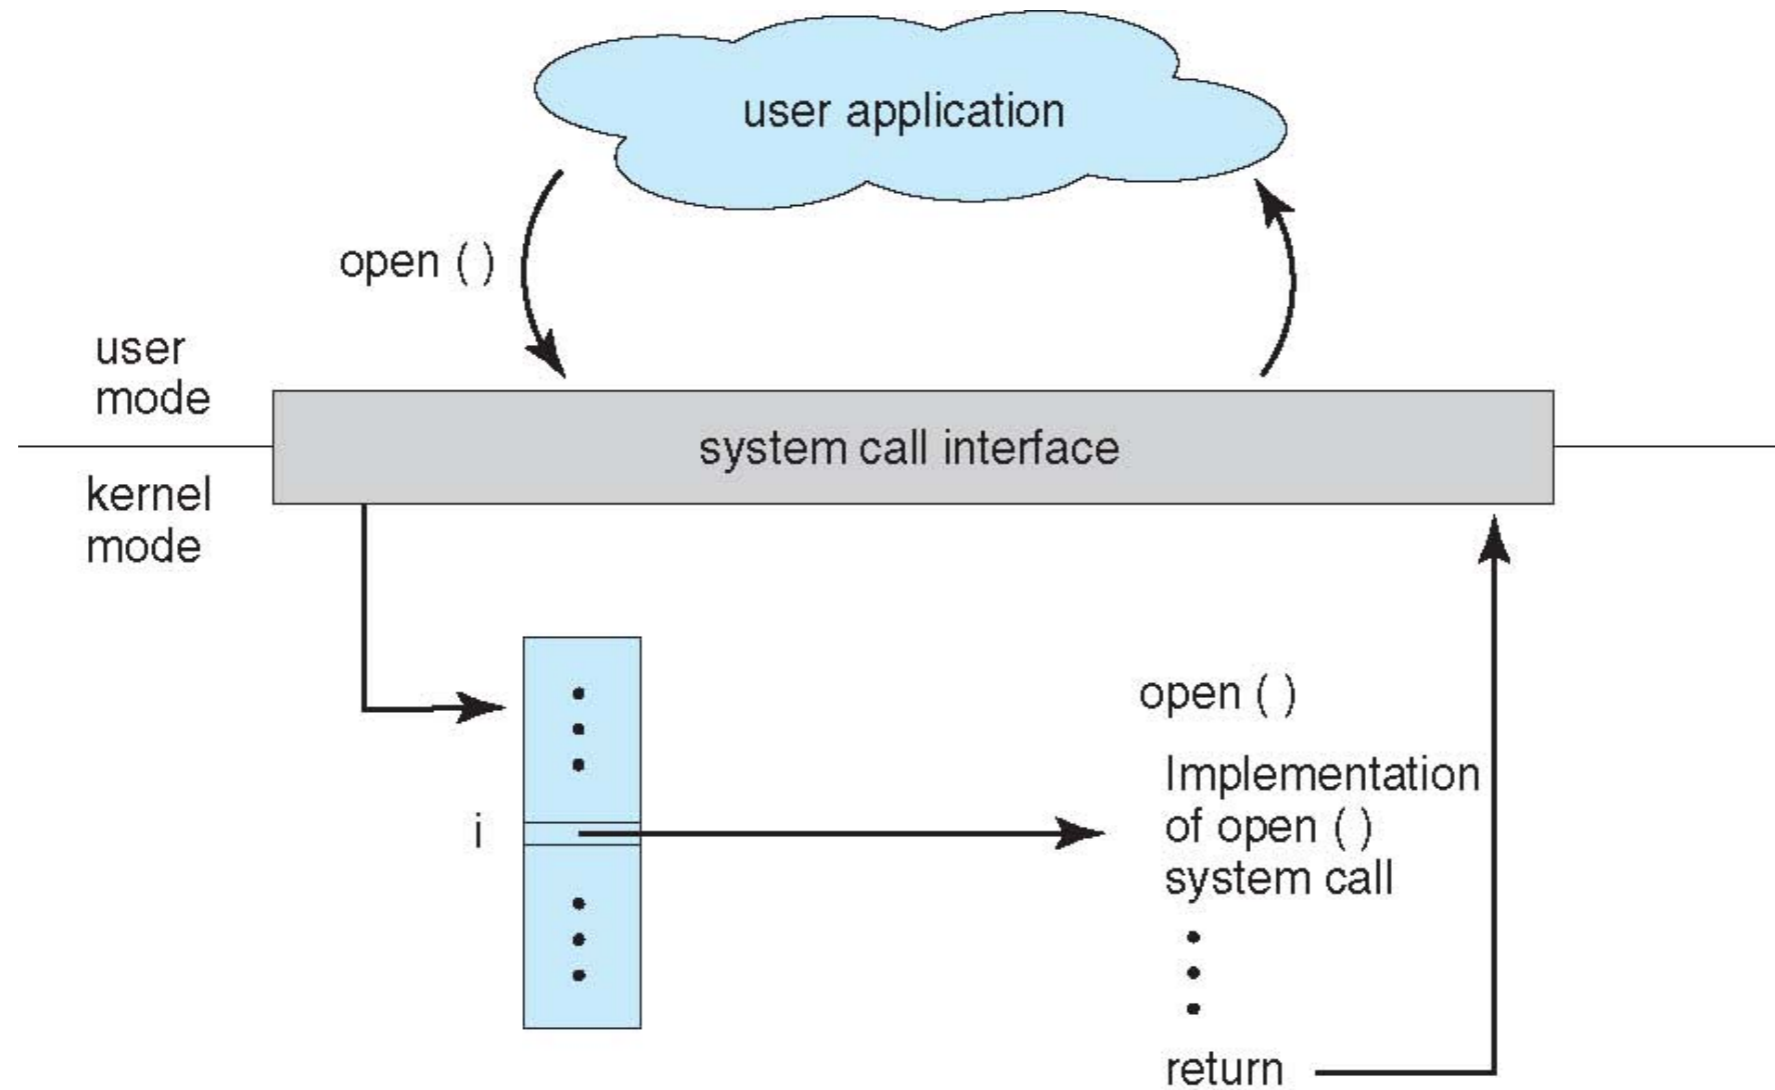 user application
open ( )
user
mode
system call interface
kernel
mode
open ( )
Implementation
of open ( )
system call
i
return